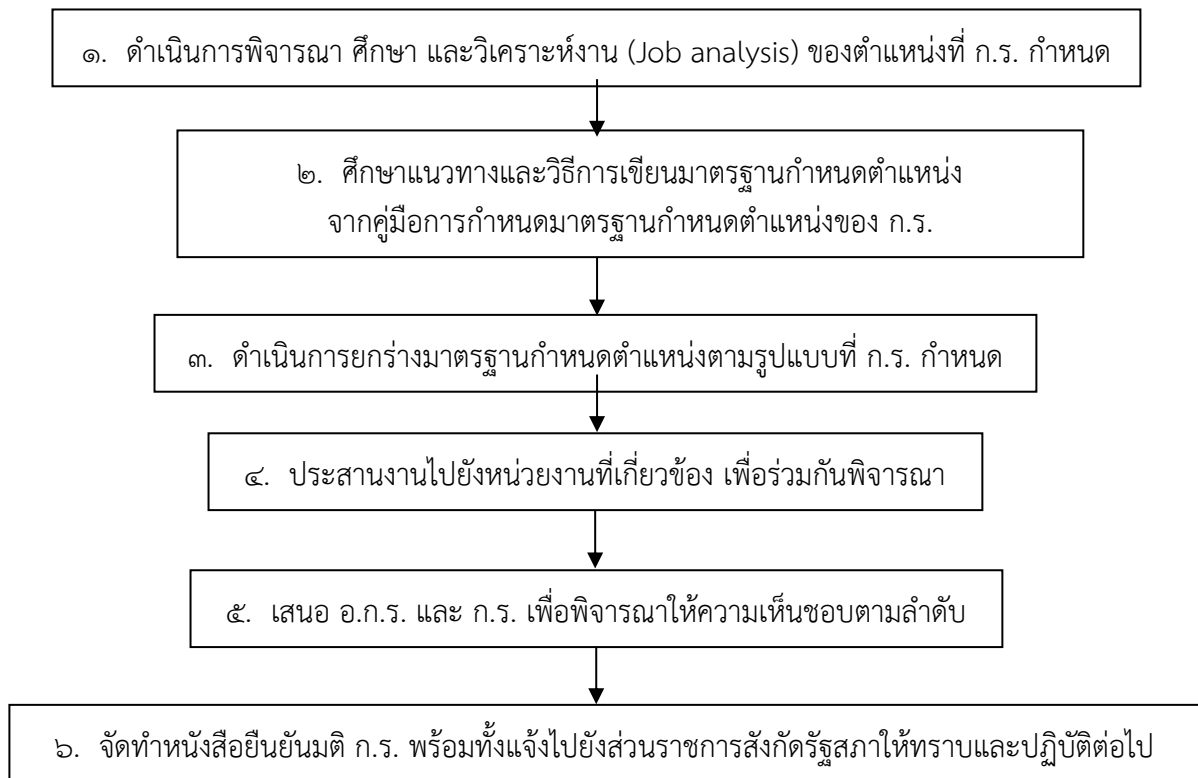 ๑. ดำเนินการพิจารณา ศึกษา และวิเคราะห์งาน (Job analysis) ของตำแหน่งที่ ก.ร. กำหนด
๒. ศึกษาแนวทางและวิธีการเขียนมาตรฐานกำหนดตำแหน่ง
จากคู่มือการกำหนดมาตรฐานกำหนดตำแหน่งของ ก.ร.
๓. ดำเนินการยกร่างมาตรฐานกำหนดตำแหน่งตามรูปแบบที่ ก.ร. กำหนด
๔. ประสานงานไปยังหน่วยงานที่เกี่ยวข้อง เพื่อร่วมกันพิจารณา
๕. เสนอ อ.ก.ร. และ ก.ร. เพื่อพิจารณาให้ความเห็นชอบตามลำดับ
๖. จัดทำหนังสือยืนยันมติ ก.ร. พร้อมทั้งแจ้งไปยังส่วนราชการสังกัดรัฐสภาให้ทราบและปฏิบัติต่อไป